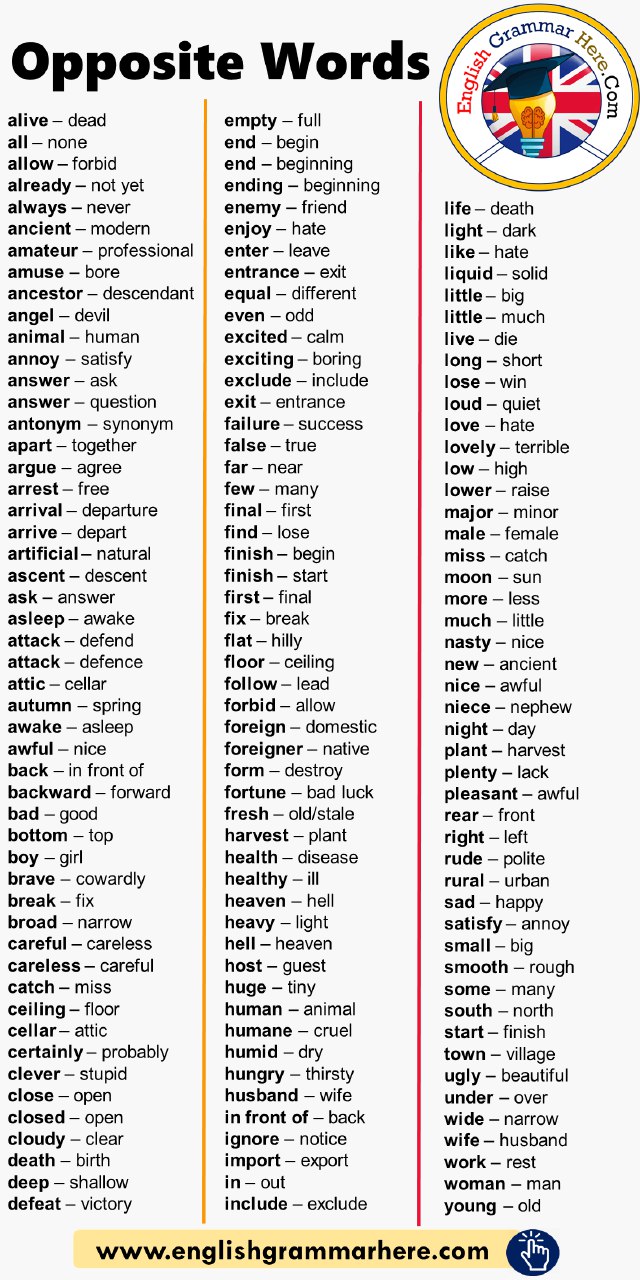 Opposite Words
English Grammar Here.Com
alive – dead
all – none
allow – forbid
already – not yet
always – never
ancient – modern
amateur – professional
amuse – bore
ancestor – descendant
angel – devil
animal – human
annoy – satisfy
answer – ask
answer – question
antonym – synonym
apart – together
argue – agree
arrest – free
arrival – departure
arrive – depart
artificial – natural
ascent – descent
ask – answer
asleep – awake
attack – defend
attack – defence
attic – cellar
autumn – spring
awake – asleep
awful – nice
back – in front of
backward – forward
bad – good
bottom – top
boy – girl
brave – cowardly
break – fix
broad – narrow
careful – careless
careless – careful
catch – miss
ceiling – floor
cellar – attic
certainly – probably
clever – stupid
close – open
closed – open
cloudy – clear
death – birth
deep – shallow
defeat – victory
empty – full
end – begin
end – beginning
ending – beginning
enemy – friend
enjoy – hate
enter – leave
entrance – exit
equal – different
even – odd
excited – calm
exciting – boring
exclude – include
exit – entrance
failure – success
false – true
far – near
few – many
final – first
find – lose
finish – begin
finish – start
first – final
fix – break
flat – hilly
floor – ceiling
follow – lead
forbid – allow
foreign – domestic
foreigner – native
form – destroy
fortune – bad luck
fresh – old/stale
harvest – plant
health – disease
healthy – ill
heaven – hell
heavy – light
hell – heaven
host – guest
huge – tiny
human – animal
humane – cruel
humid – dry
hungry – thirsty
husband – wife
in front of – back
ignore – notice
import – export
in – out
include – exclude
life – death
light – dark
like – hate
liquid – solid
little – big
little – much
live – die
long – short
lose – win
loud – quiet
love – hate
lovely – terrible
low – high
lower – raise
major – minor
male – female
miss – catch
moon – sun
more – less
much – little
nasty – nice
new – ancient
nice – awful
niece – nephew
night – day
plant – harvest
plenty – lack
pleasant – awful
rear – front
right – left
rude – polite
rural – urban
sad – happy
satisfy – annoy
small – big
smooth – rough
some – many
south – north
start – finish
town – village
ugly – beautiful
under – over
wide – narrow
wife – husband
work – rest
woman – man
young – old
www.englishgrammarhere.com